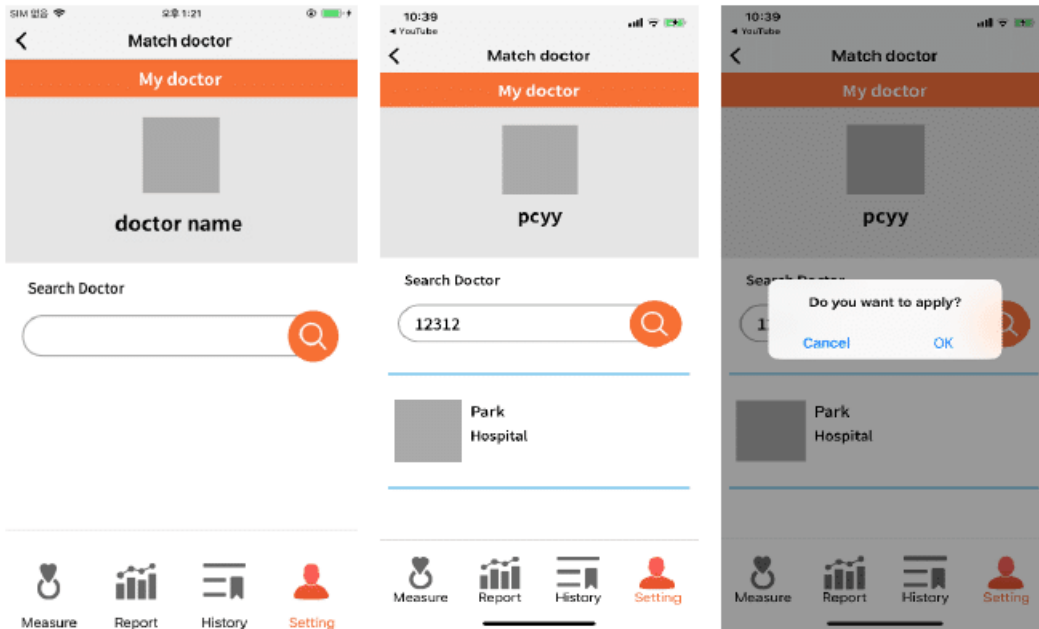 SIM 없음 오후 1:21
Match doctor
My doctor
doctor name
Search Doctor
Measure Report History Setting
10:39
◄ YouTube
Match doctor
My doctor
pcyy
Search Doctor
12312
Park
Hospital
Measure Report History Setting
10:39
◄ YouTube
Match doctor
My doctor
pcyy
Do you want to apply?
Cancel OK
Park
Hospital
Measure Report History Setting